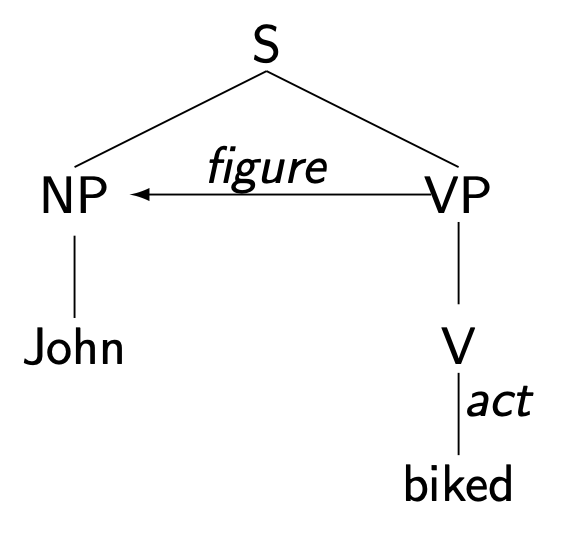 S
figure
NP VP
John V
act
biked